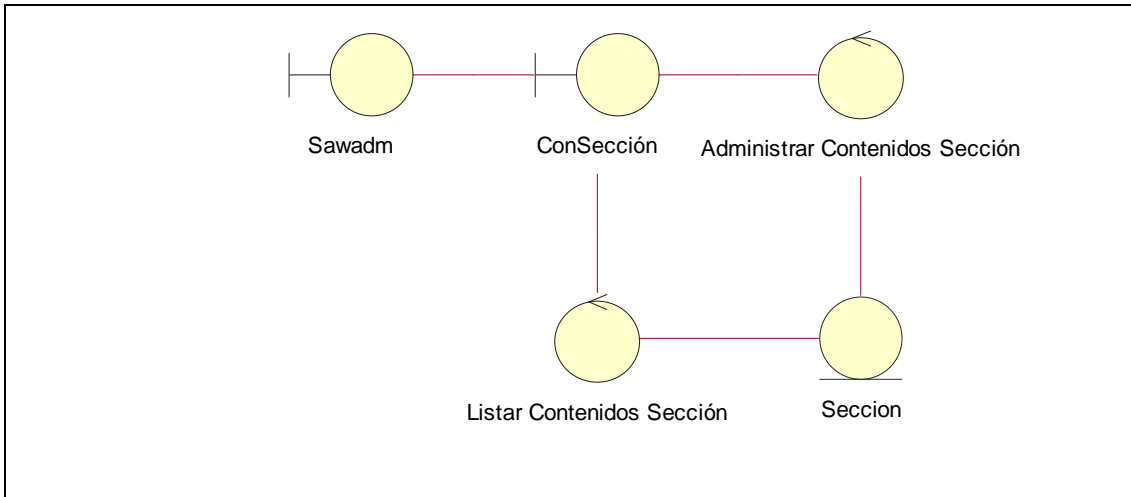 Sawadm
ConSección
Administrar Contenidos Sección
Listar Contenidos Sección
Seccion